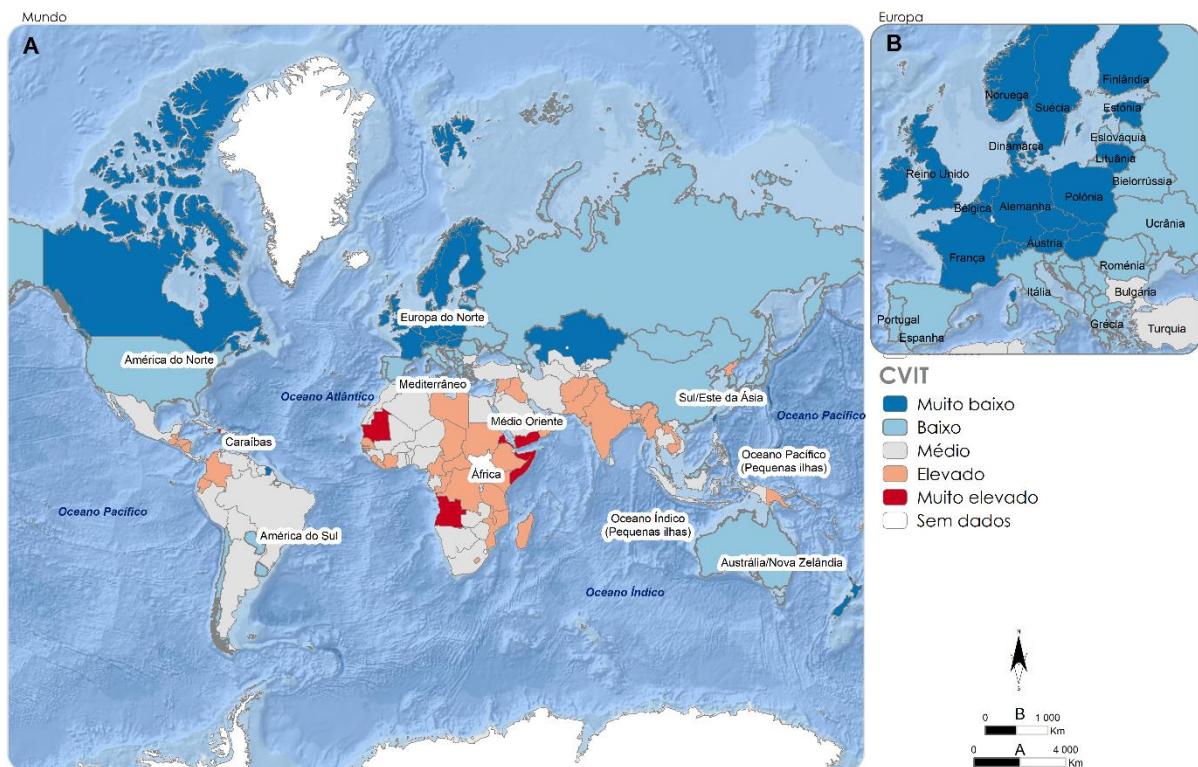 Mundo
A
Europa do Norte
América do Norte
Oceano Atlântico
Mediterrâneo
Sul/Este da Ásia
Oceano Pacífico
Médio Oriente
Caraíbas
África
Oceano Pacífico
(Pequenas ilhas)
Oceano Pacífico
América do Sul
Oceano Índico
(Pequenas ilhas)
Austrália/Nova Zelândia
Oceano Índico
Europa
B
Finlândia
Noruega
Suécia
Estónia
Eslováquia
Dinamarca
Lituânia
Reino Unido
Bielorrússia
Polónia
Bélgica
Alemanha
Ucrânia
Áustria
França
Roménia
Itália
Bulgária
Portugal
Grécia
Turquia
Espanha
CVIT
Muito baixo
Baixo
Médio
Elevado
Muito elevado
Sem dados
N
S
B
0 1 000
Km
A
0 4 000
Km